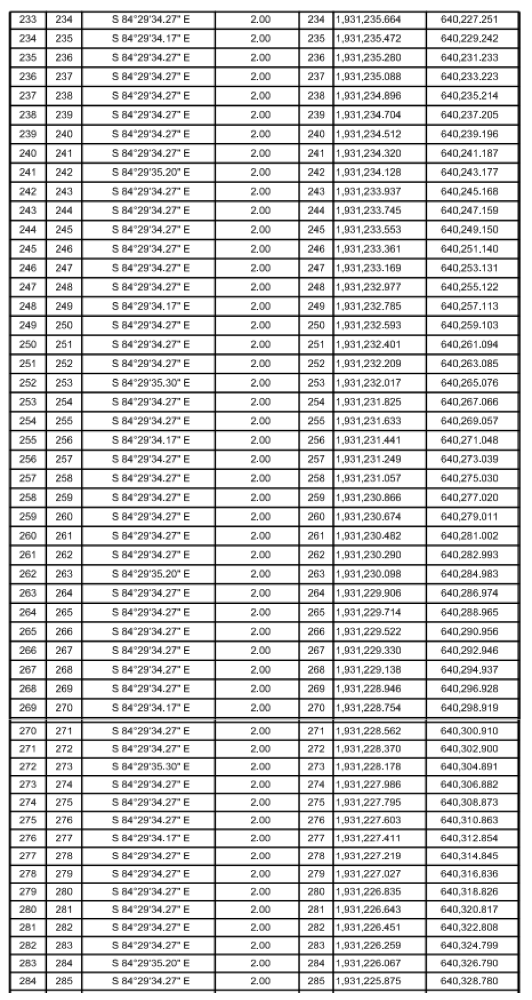 233 234 S 84°29'34.27" E 2.00 234 1,931,235.664 640,227.251
234 235 S 84°29'34.17" E 2.00 235 1,931,235.472 640,229.242
235 236 S 84°29'34.27" E 2.00 236 1,931,235.280 640,231.233
236 237 S 84°29'34.27" E 2.00 237 1,931,235.088 640,233.223
237 238 S 84°29'34.27" E 2.00 238 1,931,234.896 640,235.214
238 239 S 84°29'34.27" E 2.00 239 1,931,234.704 640,237.205
239 240 S 84°29'34.27" E 2.00 240 1,931,234.512 640,239.196
240 241 S 84°29'34.27" E 2.00 241 1,931,234.320 640,241.187
241 242 S 84°29'35.20" E 2.00 242 1,931,234.128 640,243.177
242 243 S 84°29'34.27" E 2.00 243 1,931,233.937 640,245.168
243 244 S 84°29'34.27" E 2.00 244 1,931,233.745 640,247.159
244 245 S 84°29'34.27" E 2.00 245 1,931,233.553 640,249.150
245 246 S 84°29'34.27" E 2.00 246 1,931,233.361 640,251.140
246 247 S 84°29'34.27" E 2.00 247 1,931,233.169 640,253.131
247 248 S 84°29'34.27" E 2.00 248 1,931,232.977 640,255.122
248 249 S 84°29'34.17" E 2.00 249 1,931,232.785 640,257.113
249 250 S 84°29'34.27" E 2.00 250 1,931,232.593 640,259.103
250 251 S 84°29'34.27" E 2.00 251 1,931,232.401 640,261.094
251 252 S 84°29'34.27" E 2.00 252 1,931,232.209 640,263.085
252 253 S 84°29'35.30" E 2.00 253 1,931,232.017 640,265.076
253 254 S 84°29'34.27" E 2.00 254 1,931,231.825 640,267.066
254 255 S 84°29'34.27" E 2.00 255 1,931,231.633 640,269.057
255 256 S 84°29'34.17" E 2.00 256 1,931,231.441 640,271.048
256 257 S 84°29'34.27" E 2.00 257 1,931,231.249 640,273.039
257 258 S 84°29'34.27" E 2.00 258 1,931,231.057 640,275.030
258 259 S 84°29'34.27" E 2.00 259 1,931,230.866 640,277.020
259 260 S 84°29'34.27" E 2.00 260 1,931,230.674 640,279.011
260 261 S 84°29'34.27" E 2.00 261 1,931,230.482 640,281.002
261 262 S 84°29'34.27" E 2.00 262 1,931,230.290 640,282.993
262 263 S 84°29'35.20" E 2.00 263 1,931,230.098 640,284.983
263 264 S 84°29'34.27" E 2.00 264 1,931,229.906 640,286.974
264 265 S 84°29'34.27" E 2.00 265 1,931,229.714 640,288.965
265 266 S 84°29'34.27" E 2.00 266 1,931,229.522 640,290.956
266 267 S 84°29'34.27" E 2.00 267 1,931,229.330 640,292.946
267 268 S 84°29'34.27" E 2.00 268 1,931,229.138 640,294.937
268 269 S 84°29'34.27" E 2.00 269 1,931,228.946 640,296.928
269 270 S 84°29'34.17" E 2.00 270 1,931,228.754 640,298.919
270 271 S 84°29'34.27" E 2.00 271 1,931,228.562 640,300.910
271 272 S 84°29'34.27" E 2.00 272 1,931,228.370 640,302.900
272 273 S 84°29'35.30" E 2.00 273 1,931,228.178 640,304.891
273 274 S 84°29'34.27" E 2.00 274 1,931,227.986 640,306.882
274 275 S 84°29'34.27" E 2.00 275 1,931,227.795 640,308.873
275 276 S 84°29'34.27" E 2.00 276 1,931,227.603 640,310.863
276 277 S 84°29'34.17" E 2.00 277 1,931,227.411 640,312.854
277 278 S 84°29'34.27" E 2.00 278 1,931,227.219 640,314.845
278 279 S 84°29'34.27" E 2.00 279 1,931,227.027 640,316.836
279 280 S 84°29'34.27" E 2.00 280 1,931,226.835 640,318.826
280 281 S 84°29'34.27" E 2.00 281 1,931,226.643 640,320.817
281 282 S 84°29'34.27" E 2.00 282 1,931,226.451 640,322.808
282 283 S 84°29'34.27" E 2.00 283 1,931,226.259 640,324.799
283 284 S 84°29'35.20" E 2.00 284 1,931,226.067 640,326.790
284 285 S 84°29'34.27" E 2.00 285 1,931,225.875 640,328.780